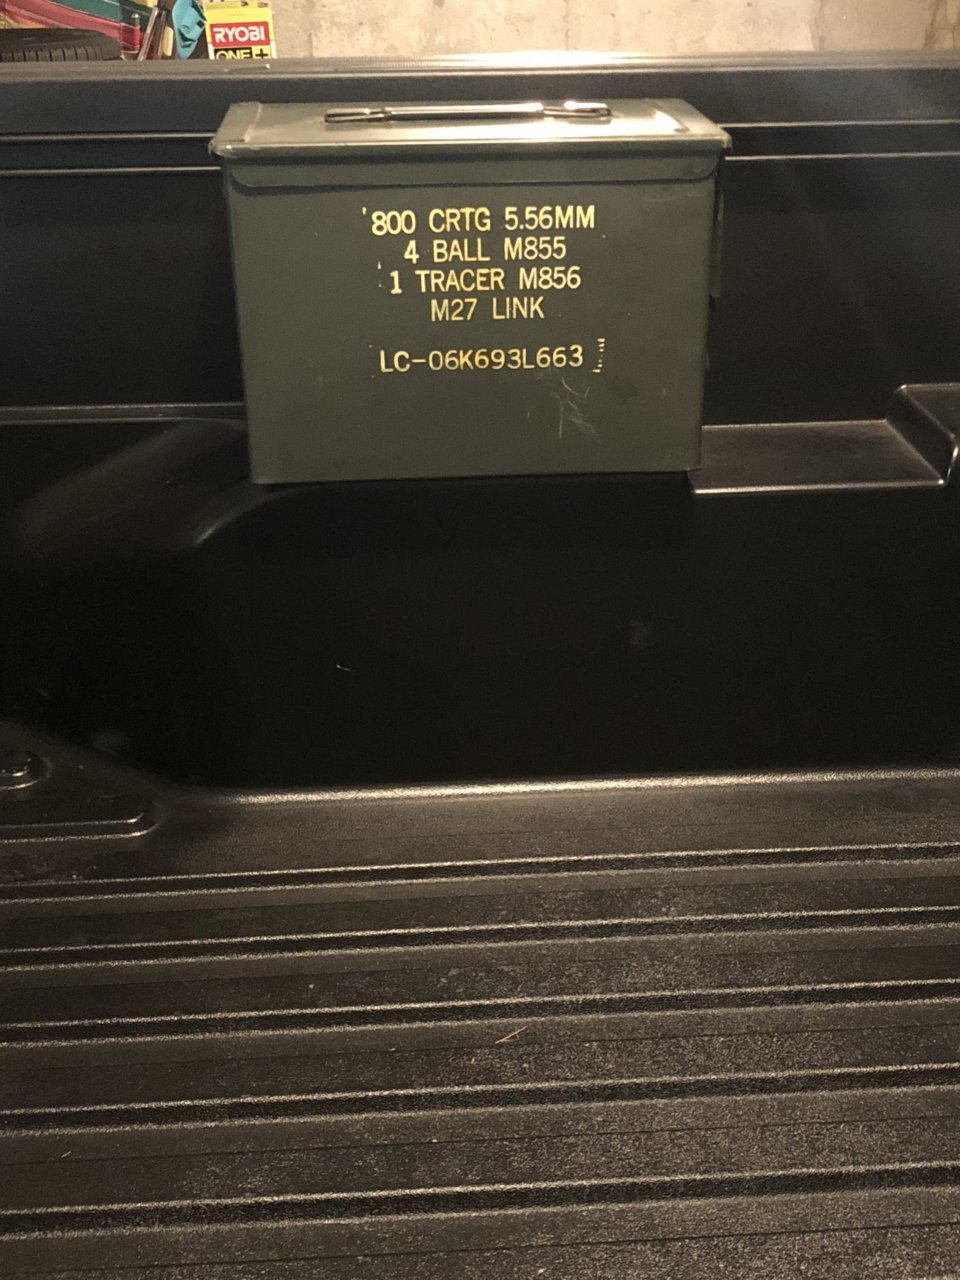 RYOBI
ONE+
800 CRTG 5.56MM
4 BALL M855
1 TRACER M856
M27 LINK
LC-06K693L663